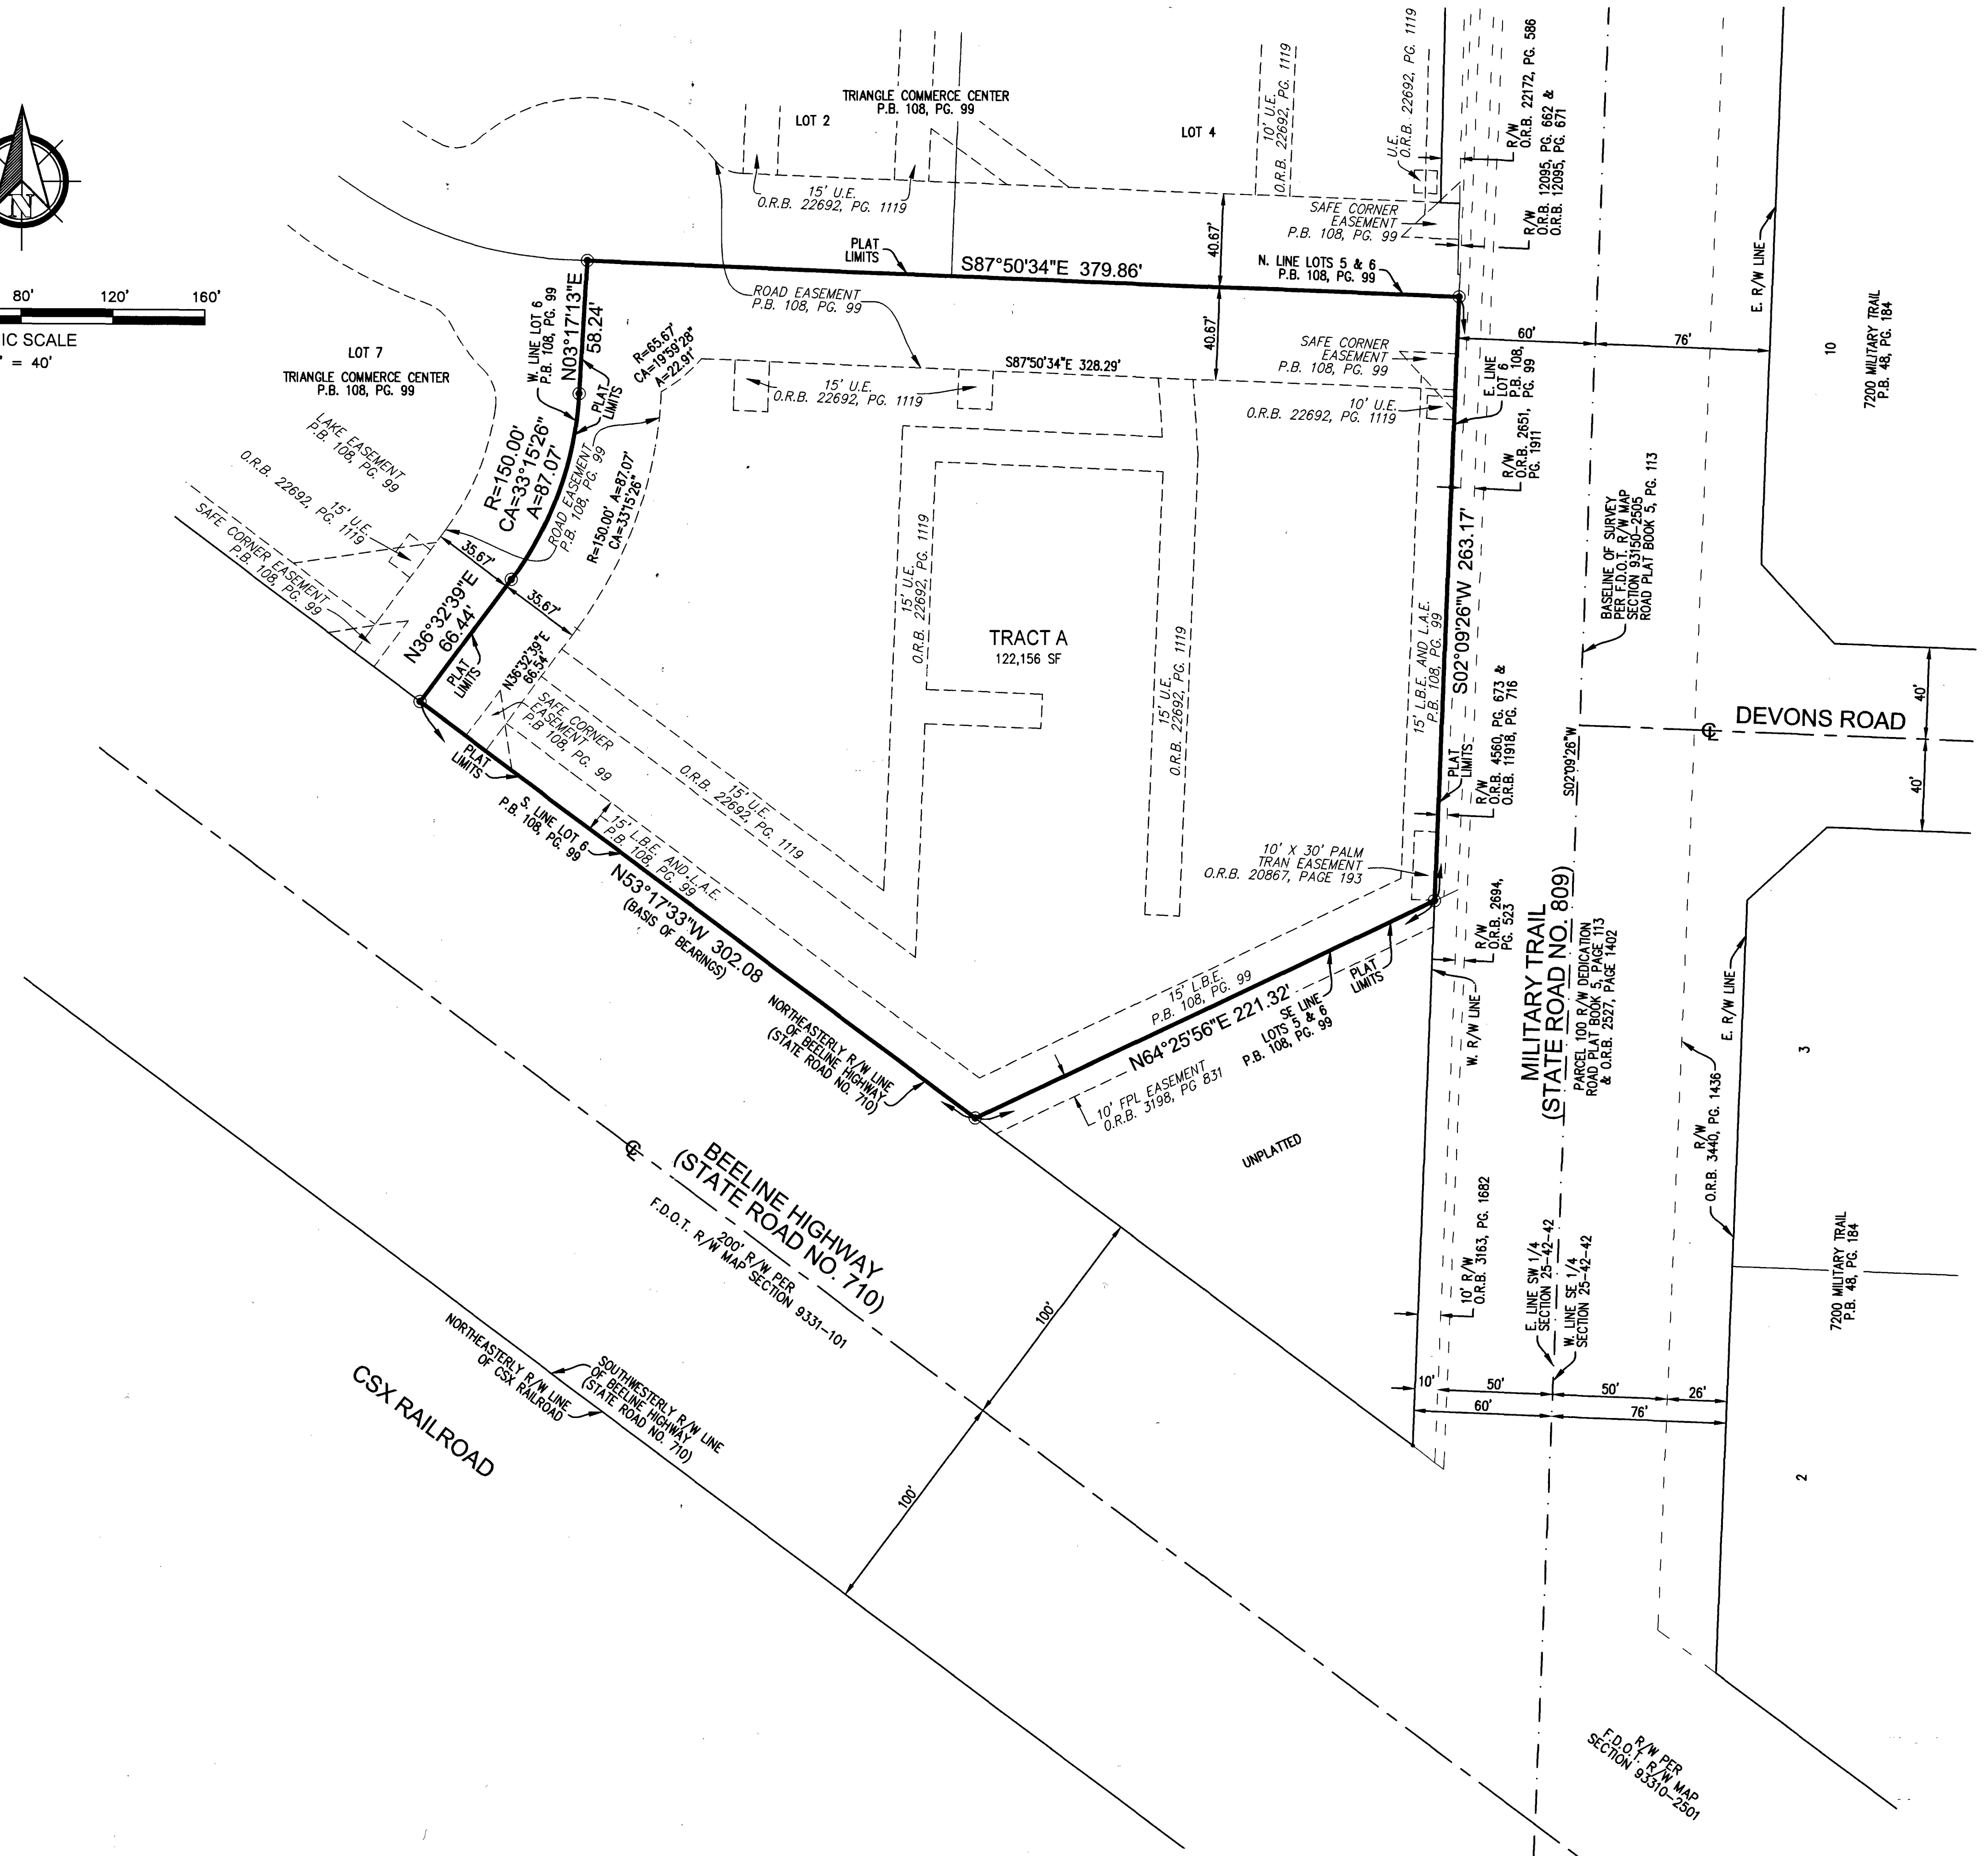 N
80' 120' 160'
IC SCALE
' = 40'
TRIANGLE COMMERCE CENTER
P.B. 108, PG. 99
LOT 2
LOT 4
10' U.E.
O.R.B. 22692, PG. 1119
U.E.
O.R.B. 22692, PG. 1119
15' U.E.
O.R.B. 22692, PG. 1119
SAFE CORNER
EASEMENT
P.B. 108, PG. 99
R/W
O.R.B. 22172, PG. 586
R/W
O.R.B. 12095, PG. 662 &
O.R.B. 12095, PG. 671
PLAT
LIMITS
S87°50'34"E 379.86'
N. LINE LOTS 5 & 6
P.B. 108, PG. 99
40.67'
40.67'
ROAD EASEMENT
P.B. 108, PG. 99
S87°50'34"E 328.29'
15' U.E.
O.R.B. 22692, PG. 1119
SAFE CORNER
EASEMENT
P.B. 108, PG. 99
10' U.E.
O.R.B. 22692, PG. 1119
60'
76'
E. R/W LINE
10
7200 MILITARY TRAIL
P.B. 48, PG. 184
LOT 7
TRIANGLE COMMERCE CENTER
P.B. 108, PG. 99
LAKE EASEMENT
P.B. 108, PG. 99
15' U.E.
O.R.B. 22692, PG. 1119
SAFE CORNER EASEMENT
P.B. 108, PG. 99
W. LINE LOT 6
P.B. 108, PG. 99
N03°17'13"E
58.24'
PLAT
LIMITS
R=65.67'
CA=19°59'28"
A=22.91'
R=150.00'
CA=33°15'26"
A=87.07'
ROAD EASEMENT
P.B. 108, PG. 99
R=150.00' A=87.07'
CA=33°15'26"
35.67'
35.67'
N36°32'39"E
66.44'
PLAT
LIMITS
N36°32'39"E
66.54'
SAFE CORNER
EASEMENT
P.B 108, PG. 99
PLAT
LIMITS
S. LINE LOT 6
P.B. 108, PG. 99
15' U.E.
O.R.B. 22692, PG. 1119
15' L.B.E. AND L.A.E.
P.B. 108, PG. 99
N53°17'33"W 302.08
(BASIS OF BEARINGS)
15' U.E.
O.R.B. 22692, PG. 1119
TRACT A
122,156 SF
15' U.E.
O.R.B. 22692, PG. 1119
15' L.B.E. AND L.A.E.
P.B. 108, PG. 99
E. LINE
LOT 6
P.B. 108,
PG. 99
R/W
O.R.B. 2651,
PG. 1911
S02°09'26"W 263.17'
PLAT
LIMITS
R/W
O.R.B. 4560, PG. 673 &
O.R.B. 11918, PG. 716
BASELINE OF SURVEY
PER F.D.O.T. R/W MAP
SECTION 93150-2505
ROAD PLAT BOOK 5, PG. 113
S02°09'26"W
DEVONS ROAD
CL
40'
40'
10' X 30' PALM
TRAN EASEMENT
O.R.B. 20867, PAGE 193
R/W
O.R.B. 2694,
PG. 523
15' L.B.E.
P.B. 108, PG. 99
N64°25'56"E 221.32'
SE LINE
LOTS 5 & 6
P.B. 108, PG. 99
PLAT
LIMITS
W. R/W LINE
MILITARY TRAIL
(STATE ROAD NO. 809)
PARCEL 100 R/W DEDICATION
ROAD PLAT BOOK 5, PAGE 113
& O.R.B. 2527, PAGE 1402
E. R/W LINE
3
R/W
O.R.B. 3440, PG. 1436
10' FPL EASEMENT
O.R.B. 3198, PG 831
UNPLATTED
NORTHEASTERLY R/W LINE
OF BEELINE HIGHWAY
(STATE ROAD NO. 710)
CL
BEELINE HIGHWAY
(STATE ROAD NO. 710)
200' R/W PER
F.D.O.T. R/W MAP SECTION 9331-101
100'
100'
10' R/W
O.R.B. 3163, PG. 1682
E. LINE SW 1/4
SECTION 25-42-42
W. LINE SE 1/4
SECTION 25-42-42
7200 MILITARY TRAIL
P.B. 48, PG. 184
10' 50' 50' 26'
60' 76'
2
NORTHEASTERLY R/W LINE
OF CSX RAILROAD
SOUTHWESTERLY R/W LINE
OF BEELINE HIGHWAY
(STATE ROAD NO. 710)
CSX RAILROAD
R/W PER
F.D.O.T. R/W MAP
SECTION 93310-2501